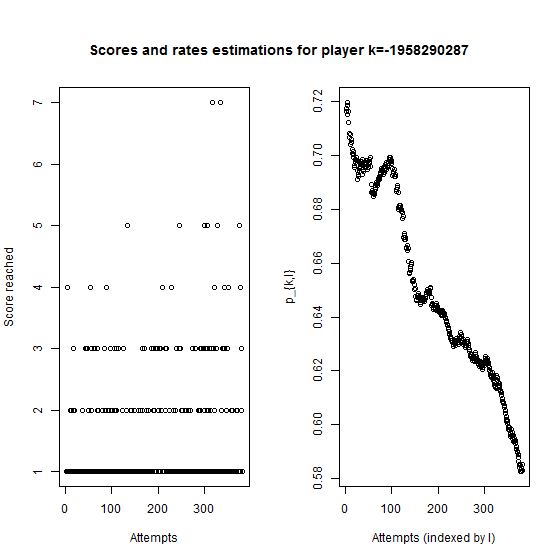 Scores and rates estimations for player k=-1958290287
Score reached
7
6
5
4
3
2
1
0 100 200 300
Attempts
p_{k,l}
0.72
0.70
0.68
0.66
0.64
0.62
0.60
0.58
0 100 200 300
Attempts (indexed by l)